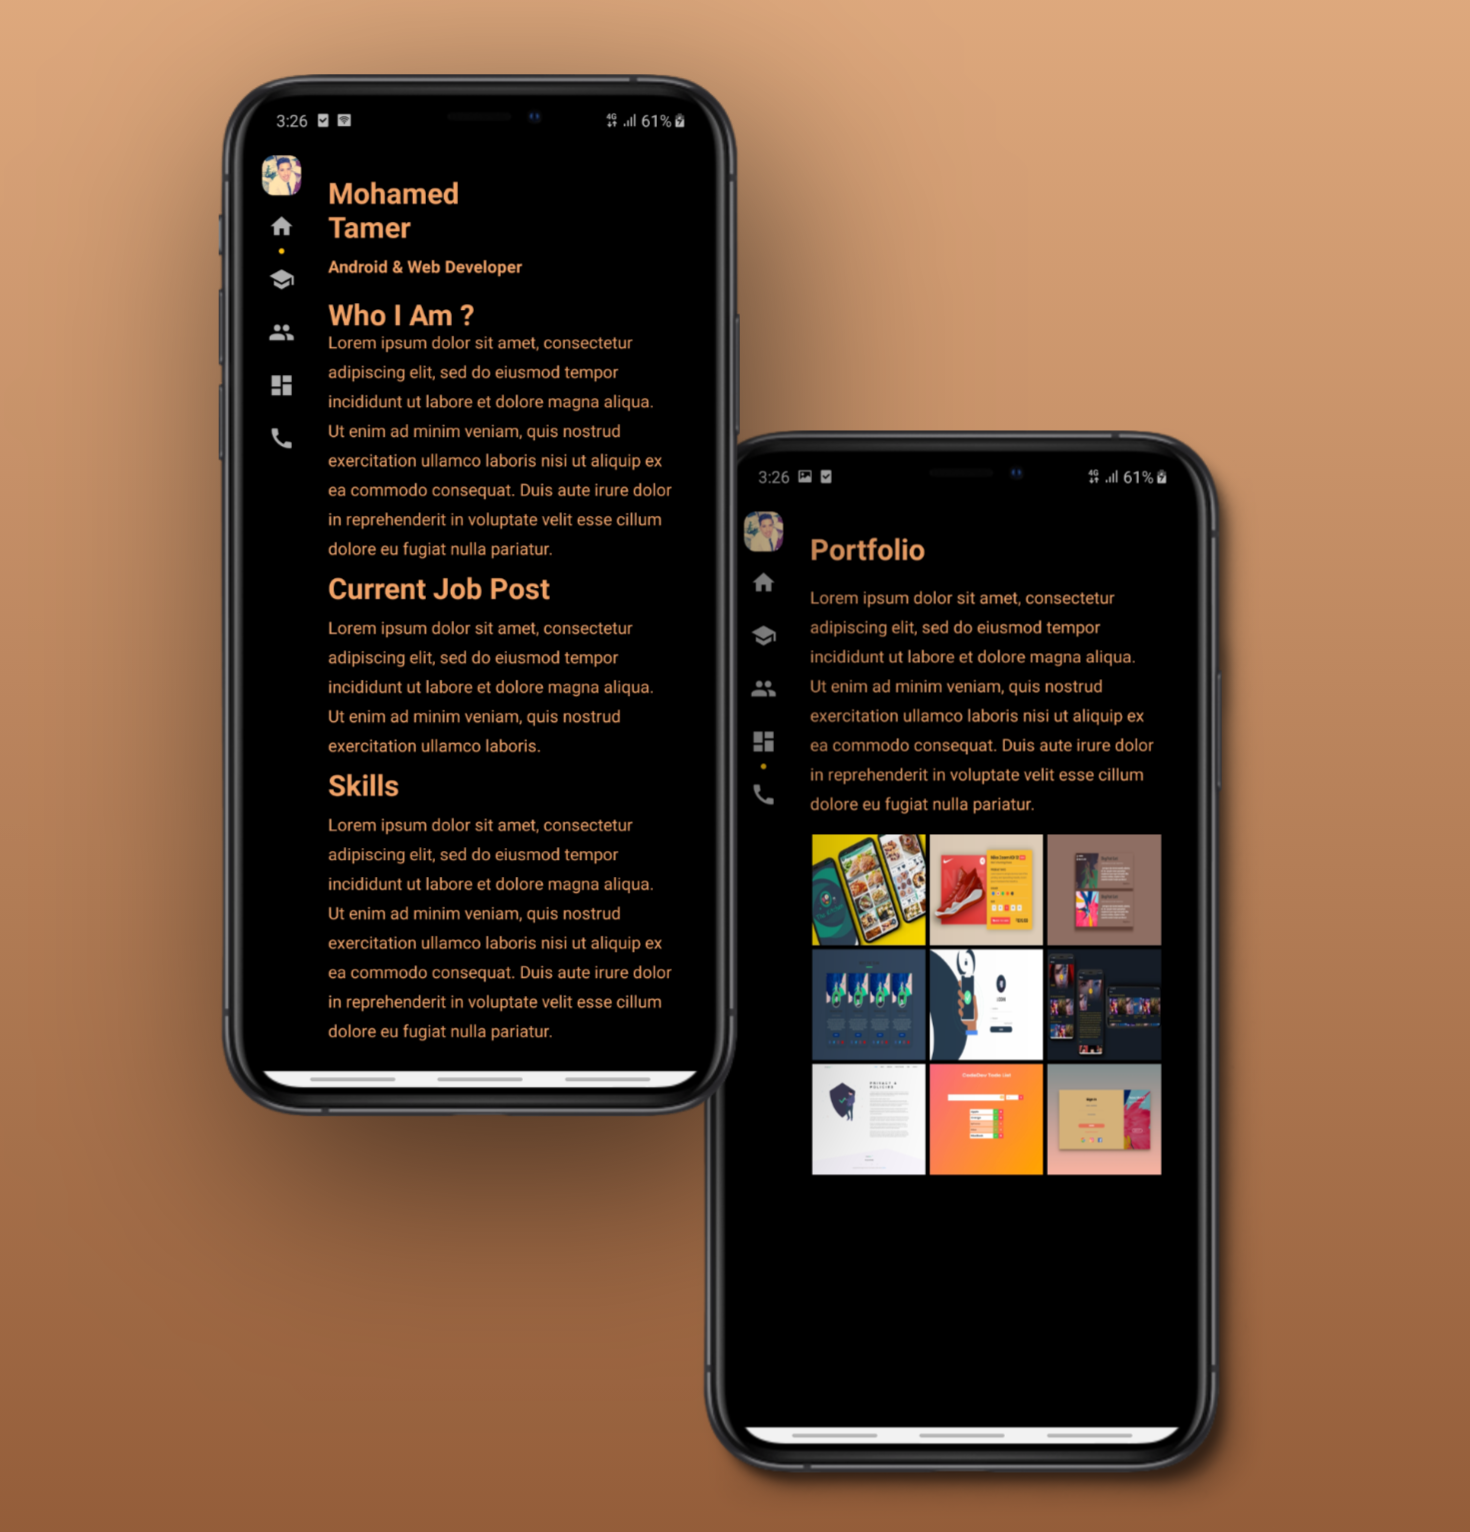 3:26
4G
61%
Mohamed
Tamer
Android & Web Developer
Who I Am ?
Lorem ipsum dolor sit amet, consectetur
adipiscing elit, sed do eiusmod tempor
incididunt ut labore et dolore magna aliqua.
Ut enim ad minim veniam, quis nostrud
exercitation ullamco laboris nisi ut aliquip ex
ea commodo consequat. Duis aute irure dolor
in reprehenderit in voluptate velit esse cillum
dolore eu fugiat nulla pariatur.
Current Job Post
Lorem ipsum dolor sit amet, consectetur
adipiscing elit, sed do eiusmod tempor
incididunt ut labore et dolore magna aliqua.
Ut enim ad minim veniam, quis nostrud
exercitation ullamco laboris.
Skills
Lorem ipsum dolor sit amet, consectetur
adipiscing elit, sed do eiusmod tempor
incididunt ut labore et dolore magna aliqua.
Ut enim ad minim veniam, quis nostrud
exercitation ullamco laboris nisi ut aliquip ex
ea commodo consequat. Duis aute irure dolor
in reprehenderit in voluptate velit esse cillum
dolore eu fugiat nulla pariatur.
3:26
4G
61%
Portfolio
Lorem ipsum dolor sit amet, consectetur
adipiscing elit, sed do eiusmod tempor
incididunt ut labore et dolore magna aliqua.
Ut enim ad minim veniam, quis nostrud
exercitation ullamco laboris nisi ut aliquip ex
ea commodo consequat. Duis aute irure dolor
in reprehenderit in voluptate velit esse cillum
dolore eu fugiat nulla pariatur.
PRIVACY &
POLICIES
Sign in